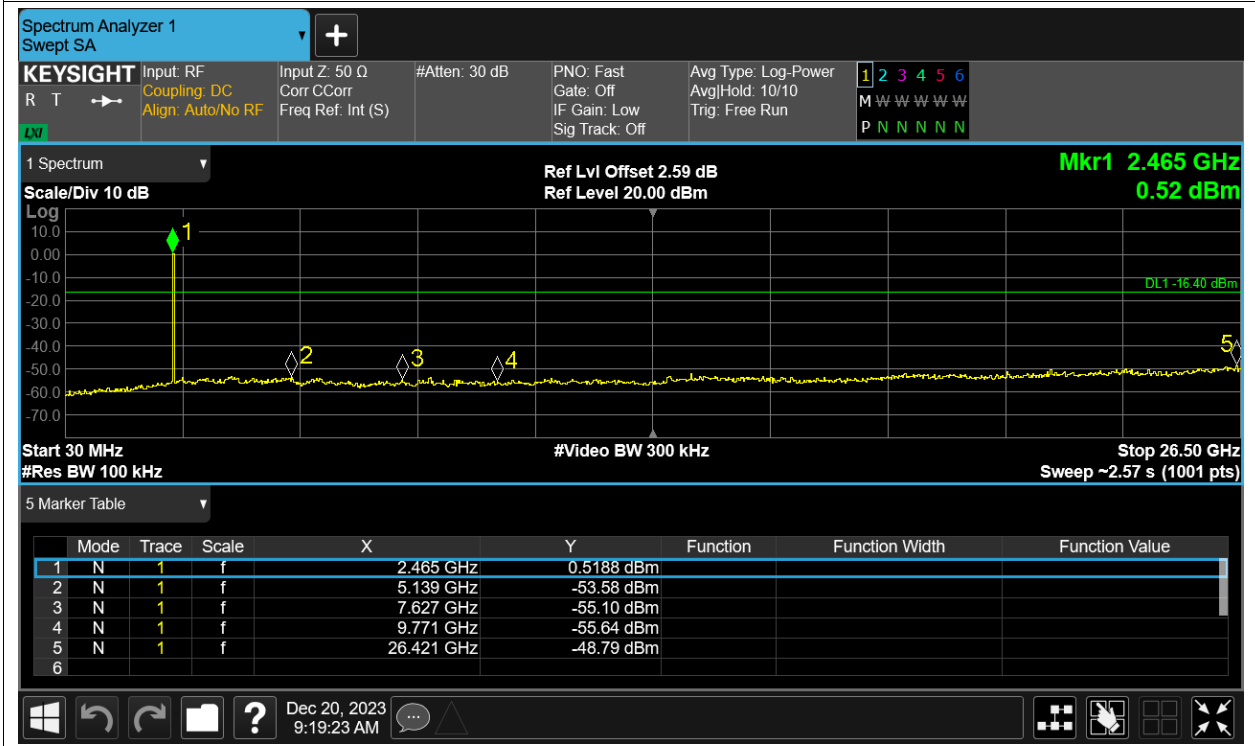 Spectrum Analyzer 1
Swept SA
KEYSIGHT
R T
LXI
Input: RF
Coupling: DC
Align: Auto/No RF
Input Z: 50 Ω
Corr CCorr
Freq Ref: Int (S)
#Atten: 30 dB
PNO: Fast
Gate: Off
IF Gain: Low
Sig Track: Off
Avg Type: Log-Power
Avg|Hold: 10/10
Trig: Free Run
1 2 3 4 5 6
M W W W W W
P N N N N N
1 Spectrum
Scale/Div 10 dB
Log
Ref Lvl Offset 2.59 dB
Ref Level 20.00 dBm
Mkr1 2.465 GHz
0.52 dBm
10.0
0.00
-10.0
-20.0
-30.0
-40.0
-50.0
-60.0
-70.0
1
2
3
4
5
DL1 -16.40 dBm
Start 30 MHz
#Res BW 100 kHz
#Video BW 300 kHz
Stop 26.50 GHz
Sweep ~2.57 s (1001 pts)
5 Marker Table
Mode Trace Scale X Y Function Function Width Function Value
1 N 1 f 2.465 GHz 0.5188 dBm
2 N 1 f 5.139 GHz -53.58 dBm
3 N 1 f 7.627 GHz -55.10 dBm
4 N 1 f 9.771 GHz -55.64 dBm
5 N 1 f 26.421 GHz -48.79 dBm
6
?
Dec 20, 2023
9:19:23 AM